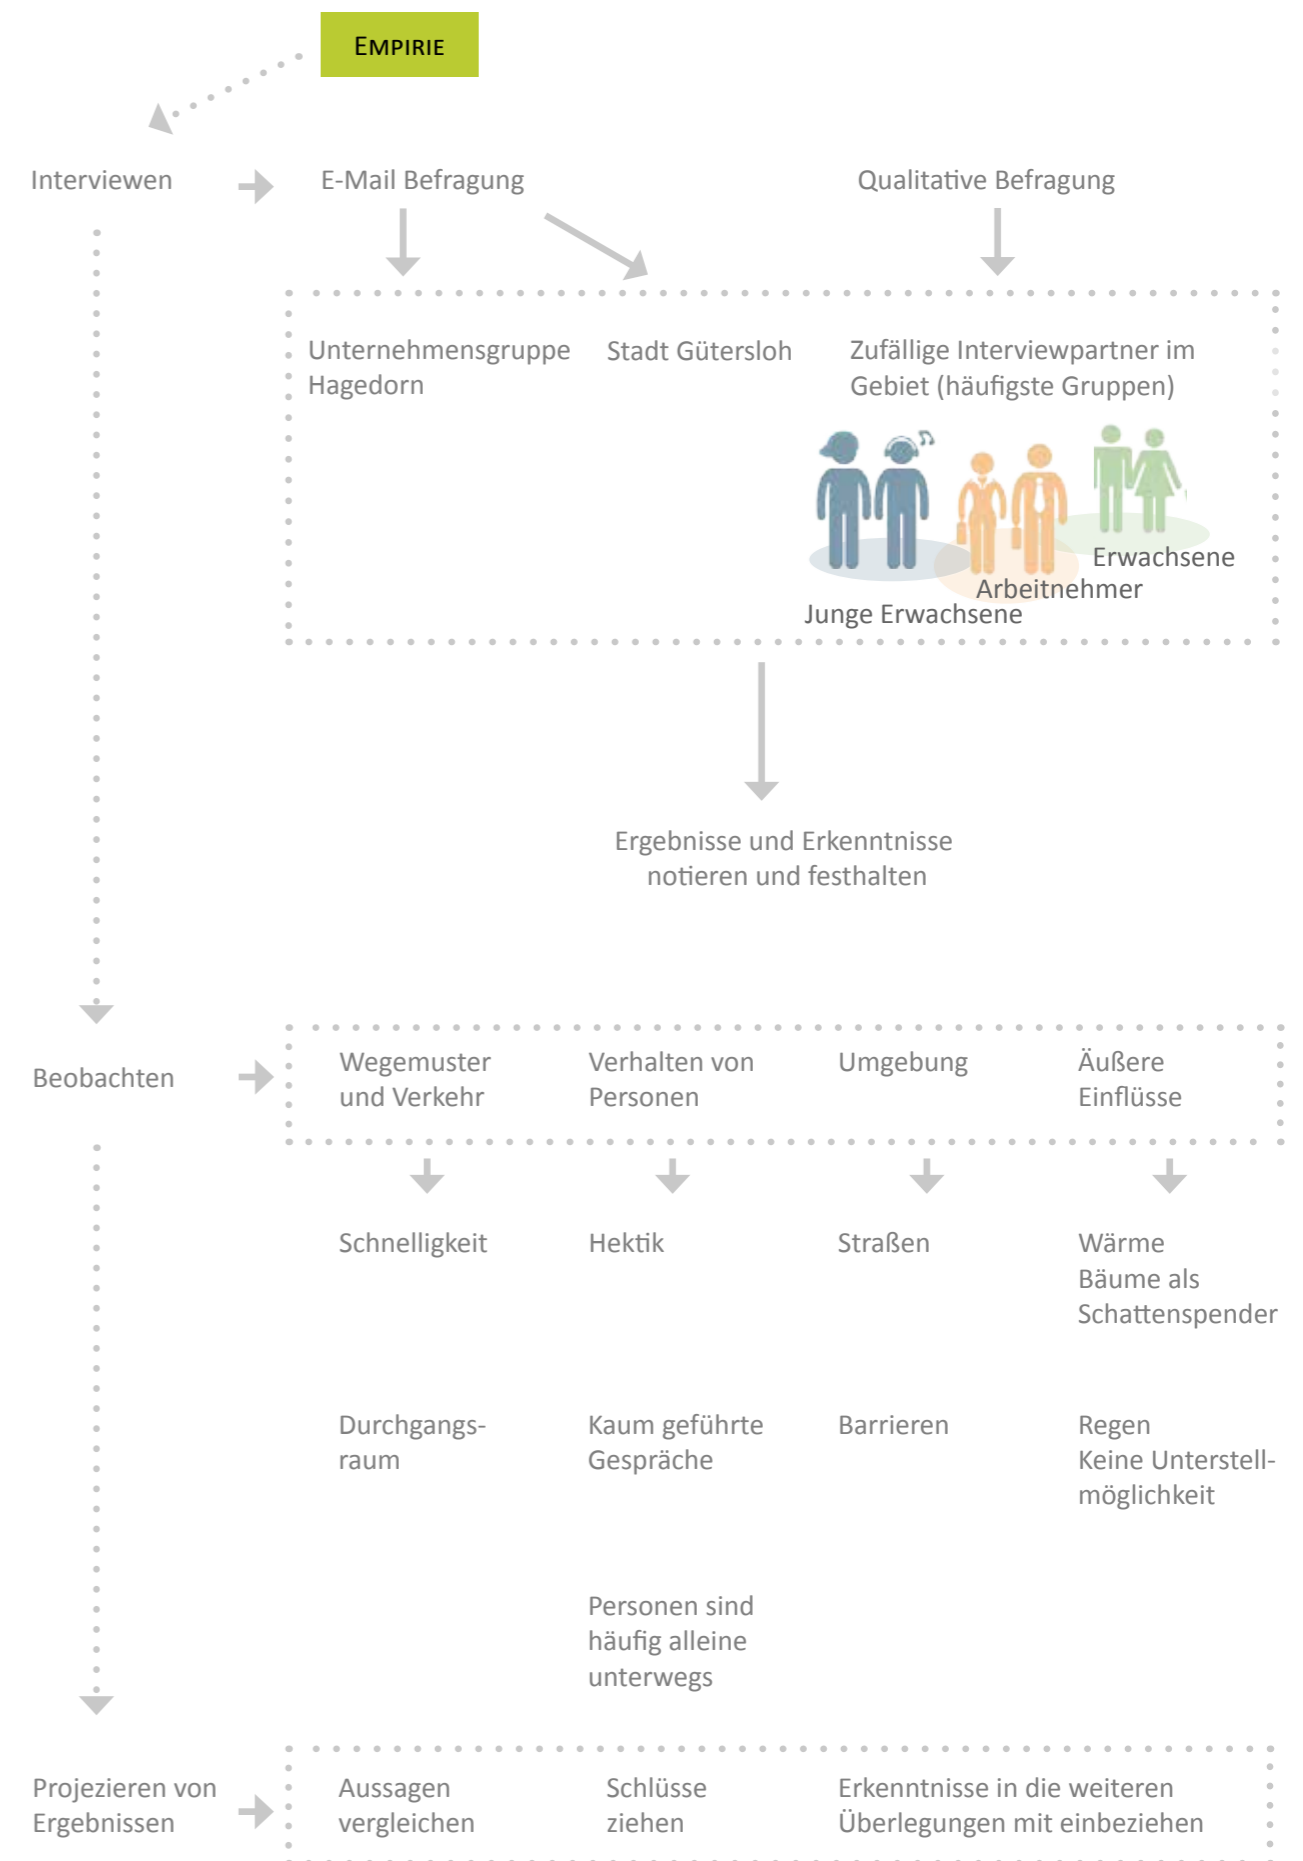 EMPIRIE
Interviewen
E-Mail Befragung
Qualitative Befragung
Unternehmensgruppe
Hagedorn
Stadt Gütersloh
Zufällige Interviewpartner im
Gebiet (häufigste Gruppen)
Erwachsene
Arbeitnehmer
Junge Erwachsene
Ergebnisse und Erkenntnisse
notieren und festhalten
Beobachten
Wegemuster
und Verkehr
Verhalten von
Personen
Umgebung
Äußere
Einflüsse
Schnelligkeit
Hektik
Straßen
Wärme
Bäume als
Schattenspender
Durchgangs-
raum
Kaum geführte
Gespräche
Barrieren
Regen
Keine Unterstell-
möglichkeit
Personen sind
häufig alleine
unterwegs
Projezieren von
Ergebnissen
Aussagen
vergleichen
Schlüsse
ziehen
Erkenntnisse in die weiteren
Überlegungen mit einbeziehen